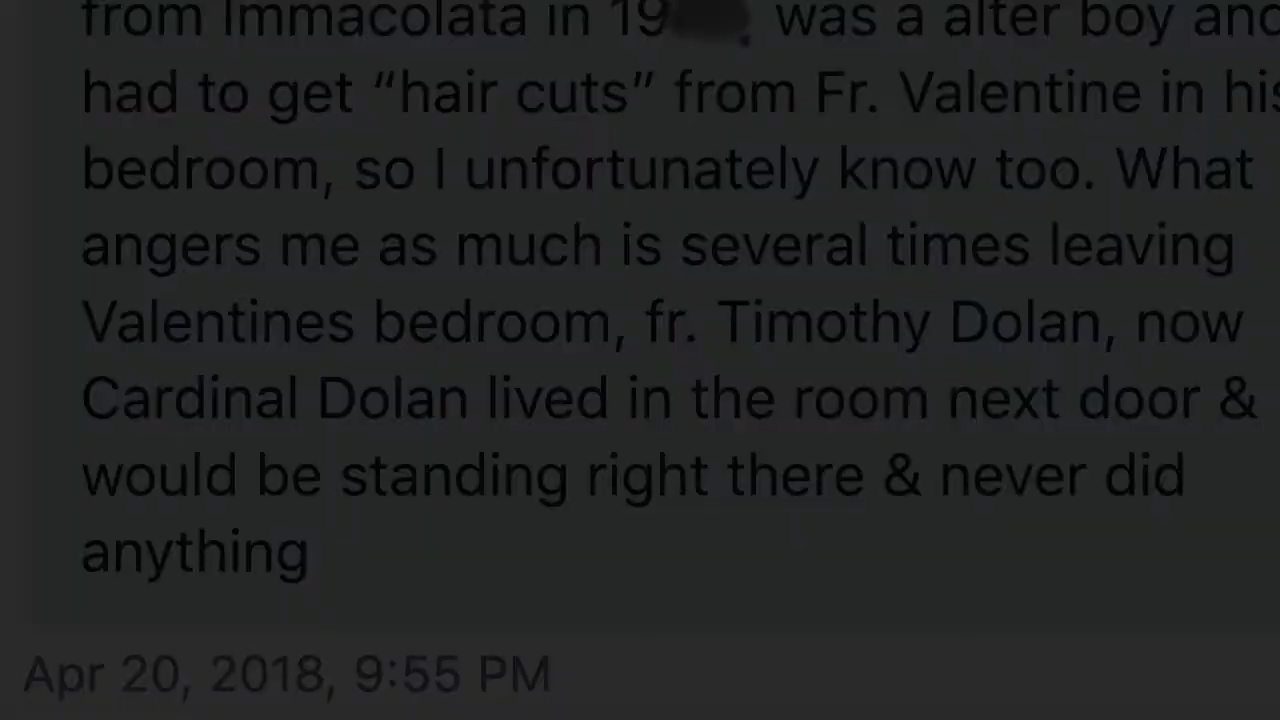 from Immacolata in 19 was a alter boy and
had to get “hair cuts” from Fr. Valentine in his
bedroom, so I unfortunately know too. What
angers me as much is several times leaving
Valentines bedroom, fr. Timothy Dolan, now
Cardinal Dolan lived in the room next door &
would be standing right there & never did
anything
Apr 20, 2018, 9:55 PM